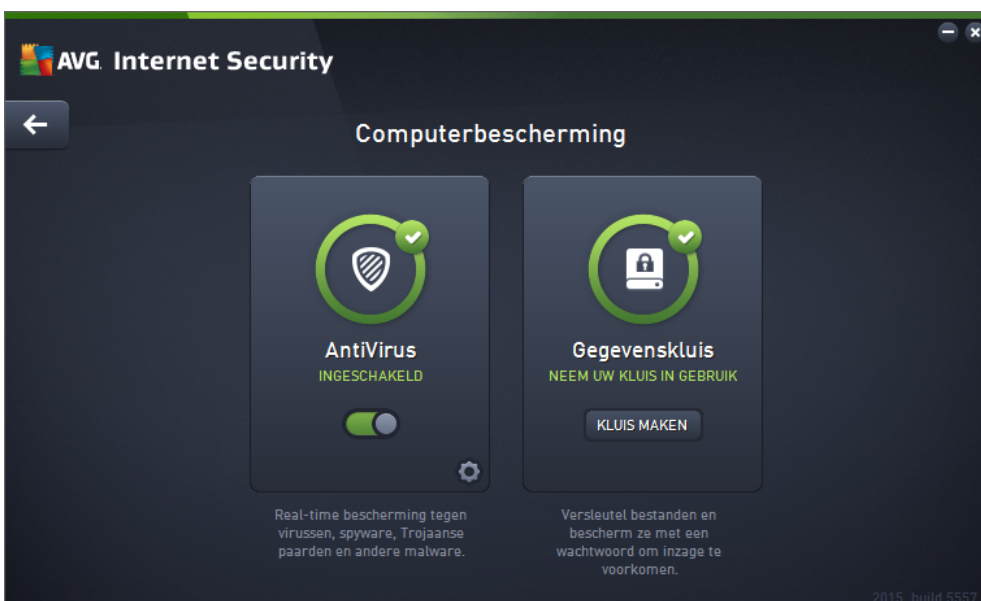 AVG. Internet Security
Computerbescherming
AntiVirus
INGESCHAKELD
Real-time bescherming tegen
virussen, spyware, Trojaanse
paarden en andere malware.
Gegevenskluis
NEEM UW KLUIS IN GEBRUIK
KLUIS MAKEN
Versleutel bestanden en
bescherm ze met een
wachtwoord om inzage te
voorkomen.
2015, build 5557